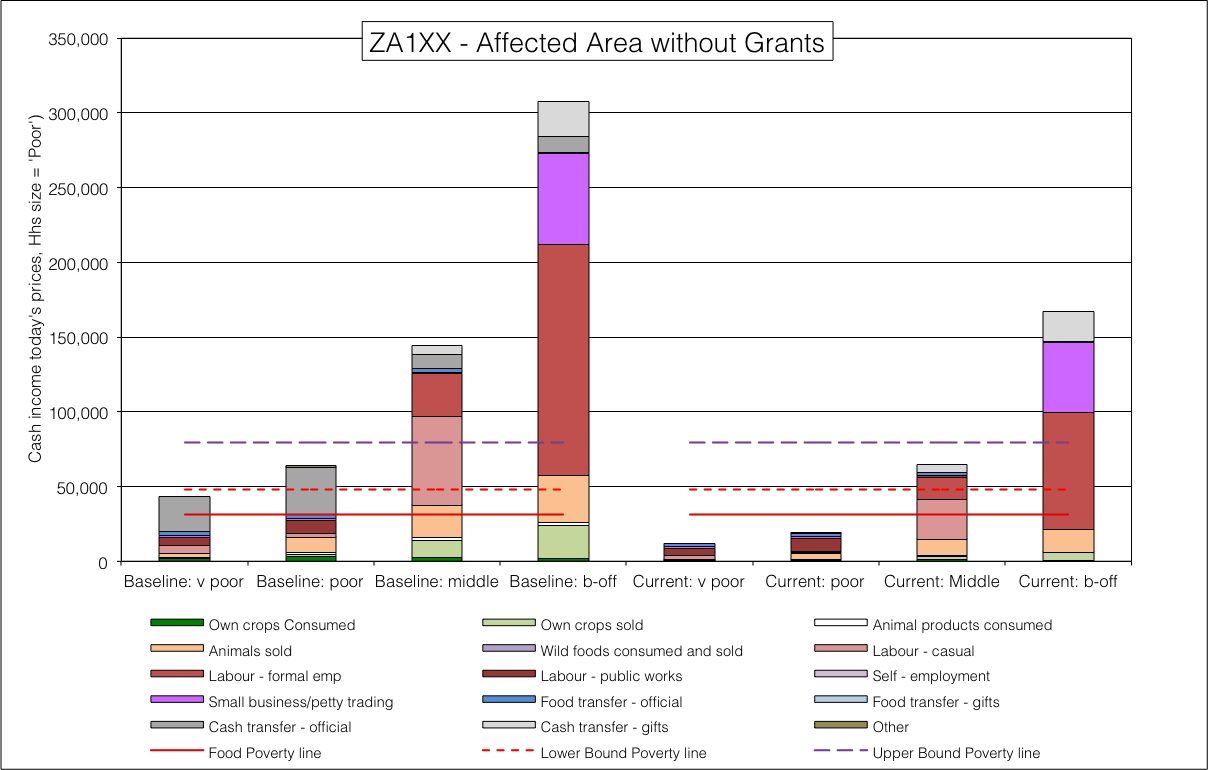 ZA1XX - Affected Area without Grants
Cash income today's prices, Hhs size = 'Poor')
350,000
300,000
250,000
200,000
150,000
100,000
50,000
0
Baseline: v poor Baseline: poor Baseline: middle Baseline: b-off Current: v poor Current: poor Current: Middle Current: b-off
Own crops Consumed Own crops sold Animal products consumed
Animals sold Wild foods consumed and sold Labour - casual
Labour - formal emp Labour - public works Self - employment
Small business/petty trading Food transfer - official Food transfer - gifts
Cash transfer - official Cash transfer - gifts Other
Food Poverty line Lower Bound Poverty line Upper Bound Poverty line